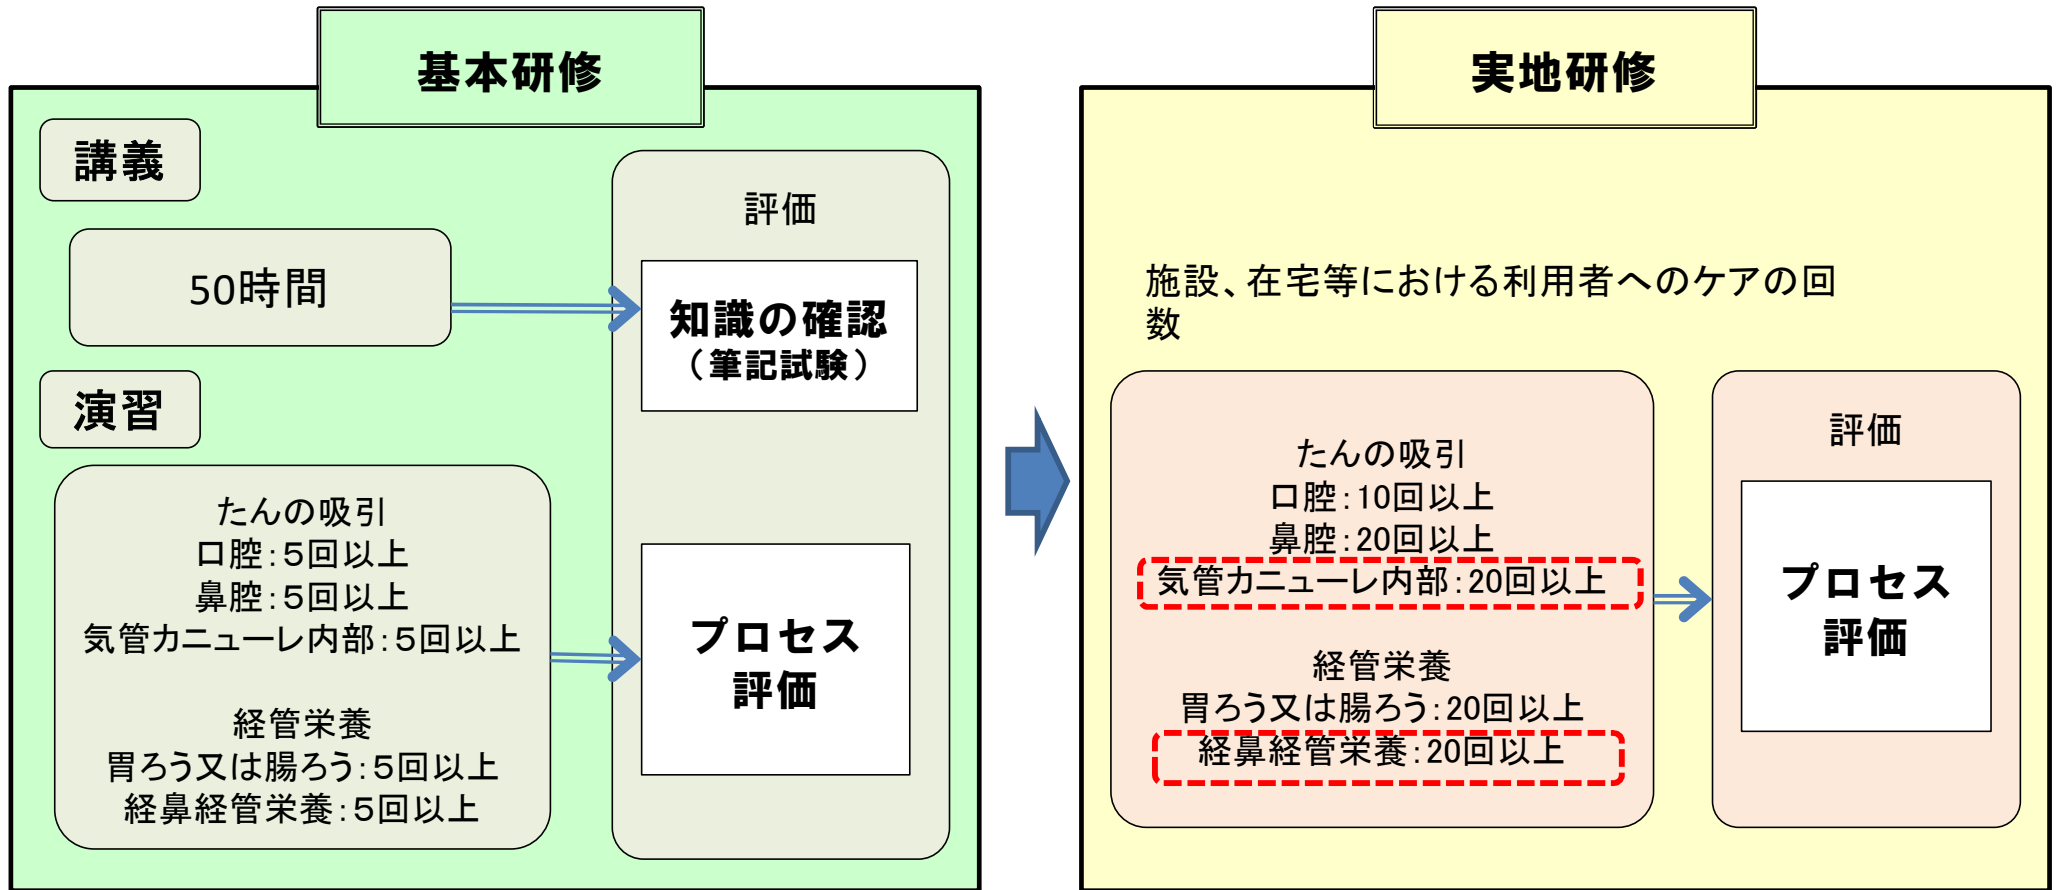 基本研修
講義
50時間
演習
たんの吸引
口腔：５回以上
鼻腔：５回以上
気管カニューレ内部：５回以上
経管栄養
胃ろう又は腸ろう：５回以上
経鼻経管栄養：５回以上
評価
知識の確認
（筆記試験）
プロセス
評価
実地研修
施設、在宅等における利用者へのケアの回
数
たんの吸引
口腔：10回以上
鼻腔：20回以上
気管カニューレ内部：20回以上
経管栄養
胃ろう又は腸ろう：20回以上
経鼻経管栄養：20回以上
評価
プロセス
評価